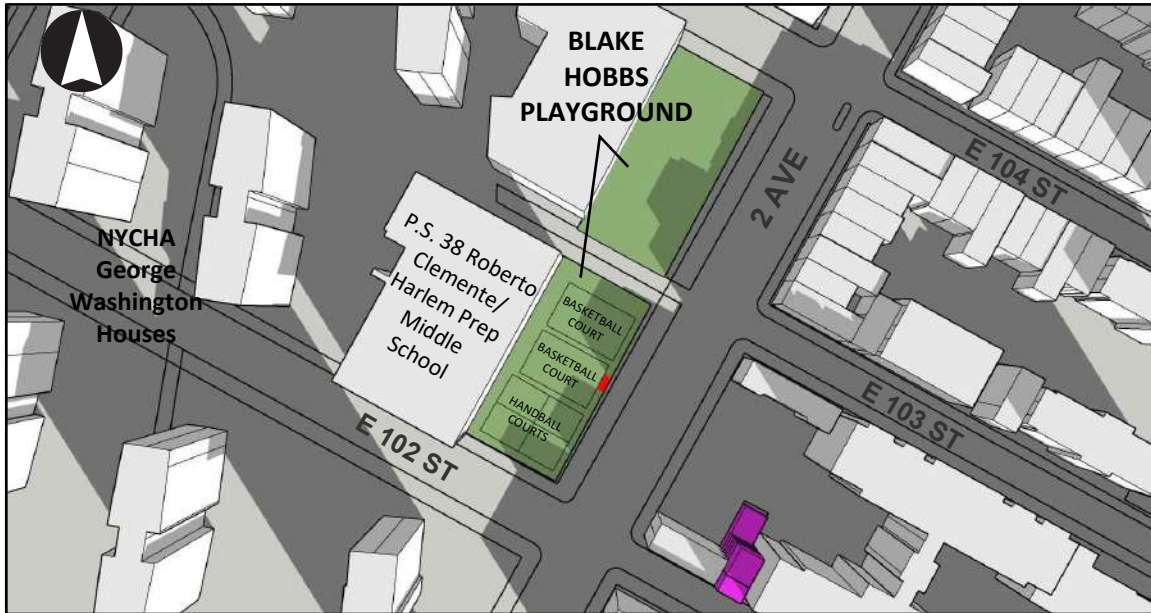 BLAKE
HOBBS
PLAYGROUND
2 AVE
E 104 ST
P.S. 38 Roberto
Clemente/
Harlem Prep
Middle
School
NYCHA
George
Washington
Houses
BASKETBALL
COURT
BASKETBALL
COURT
HANDBALL
COURTS
E 103 ST
E 102 ST